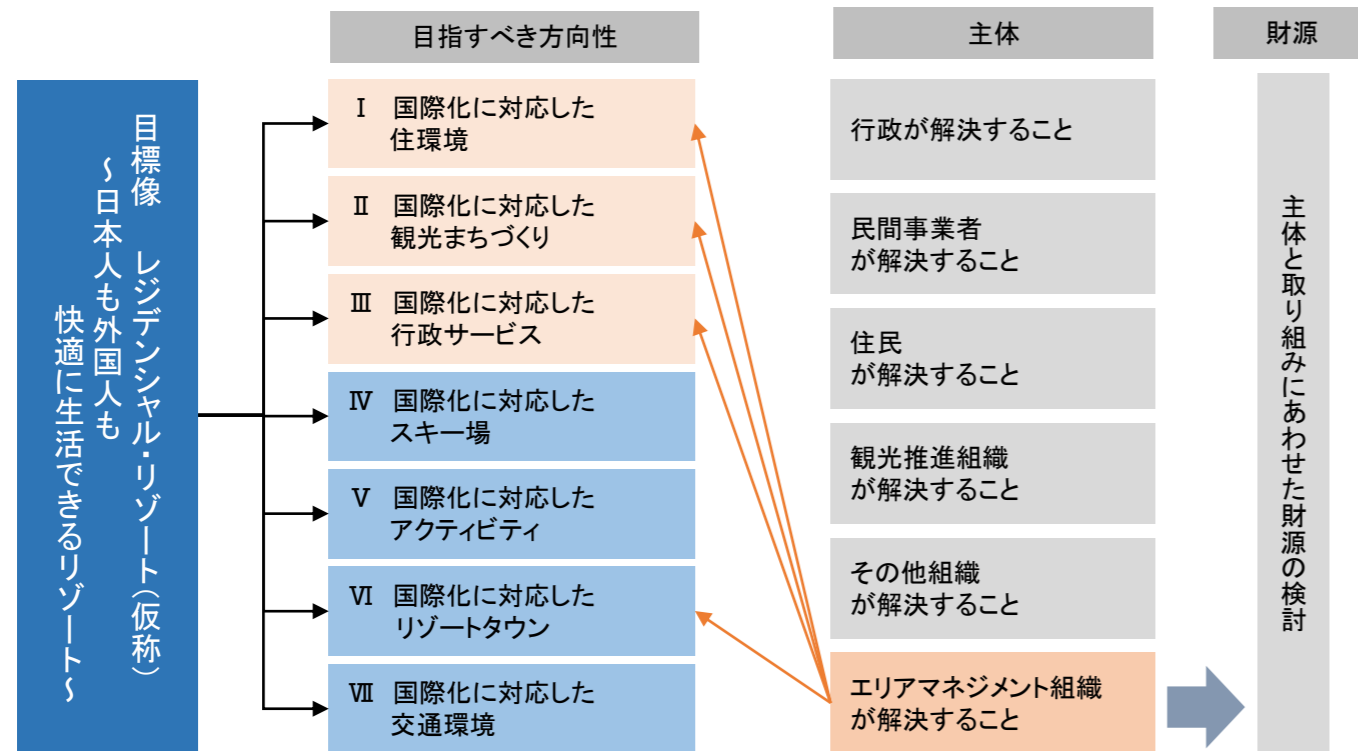 目指すべき方向性
主体
財源
目標像　レジデンシャル・リゾート（仮称）
～日本人も外国人も
快適に生活できるリゾート～
Ⅰ　国際化に対応した
住環境
Ⅱ　国際化に対応した
観光まちづくり
Ⅲ　国際化に対応した
行政サービス
Ⅳ　国際化に対応した
スキー場
Ⅴ　国際化に対応した
アクティビティ
Ⅵ　国際化に対応した
リゾートタウン
Ⅶ　国際化に対応した
交通環境
行政が解決すること
民間事業者
が解決すること
住民
が解決すること
観光推進組織
が解決すること
その他組織
が解決すること
エリアマネジメント組織
が解決すること
主体と取り組みにあわせた財源の検討